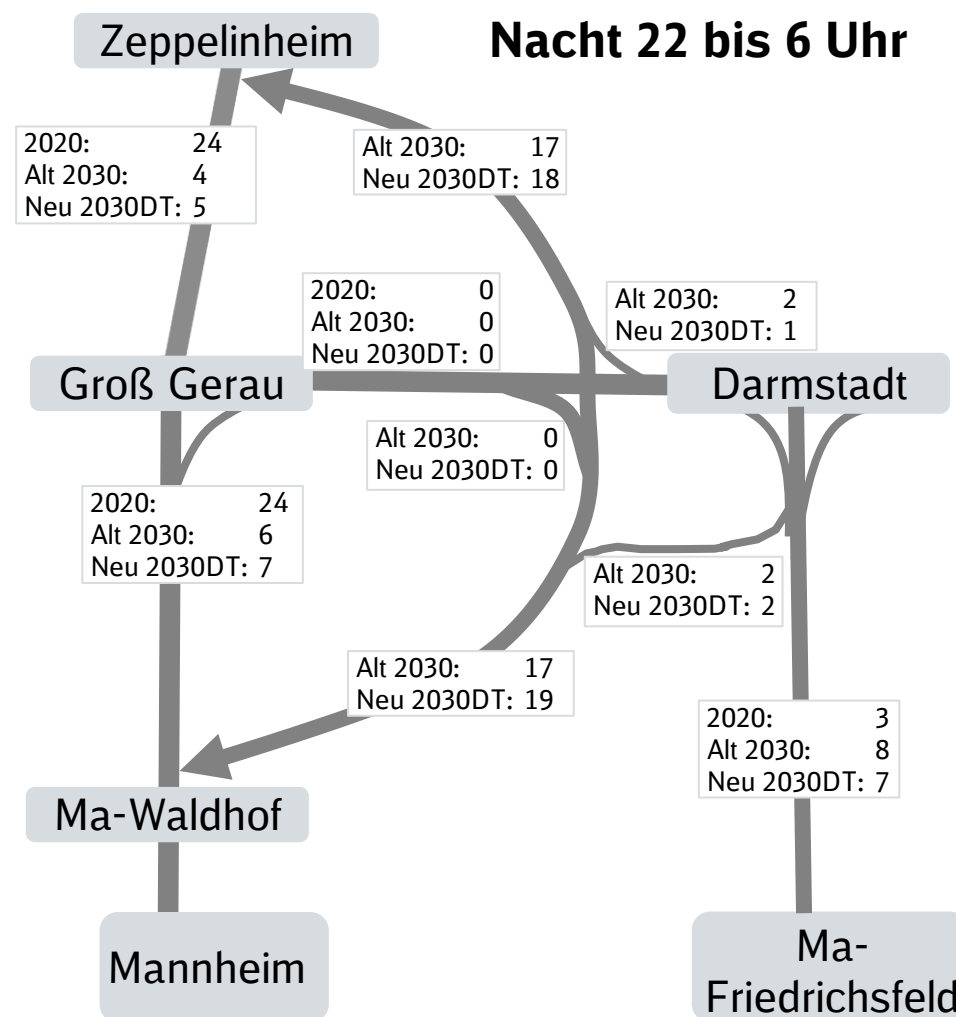 Zeppelinheim
Nacht 22 bis 6 Uhr
2020: 24
Alt 2030: 4
Neu 2030DT: 5
Alt 2030: 17
Neu 2030DT: 18
2020: 0
Alt 2030: 0
Neu 2030DT: 0
Alt 2030: 2
Neu 2030DT: 1
Groß Gerau
Darmstadt
Alt 2030: 0
Neu 2030DT: 0
2020: 24
Alt 2030: 6
Neu 2030DT: 7
Alt 2030: 2
Neu 2030DT: 2
Alt 2030: 17
Neu 2030DT: 19
2020: 3
Alt 2030: 8
Neu 2030DT: 7
Ma-Waldhof
Mannheim
Ma-
Friedrichsfeld